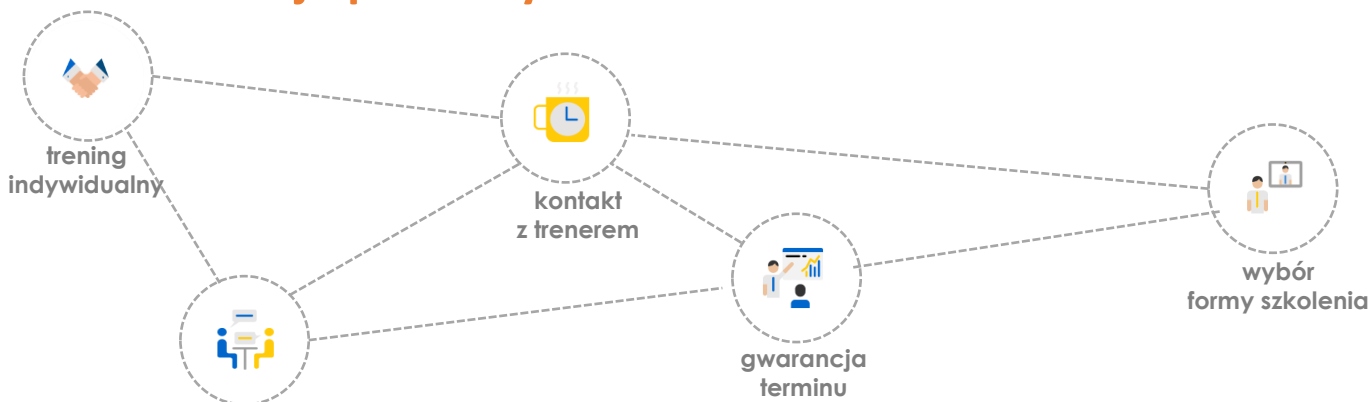 trening
indywidualny
kontakt
z trenerem
gwarancja
terminu
wybór
formy szkolenia